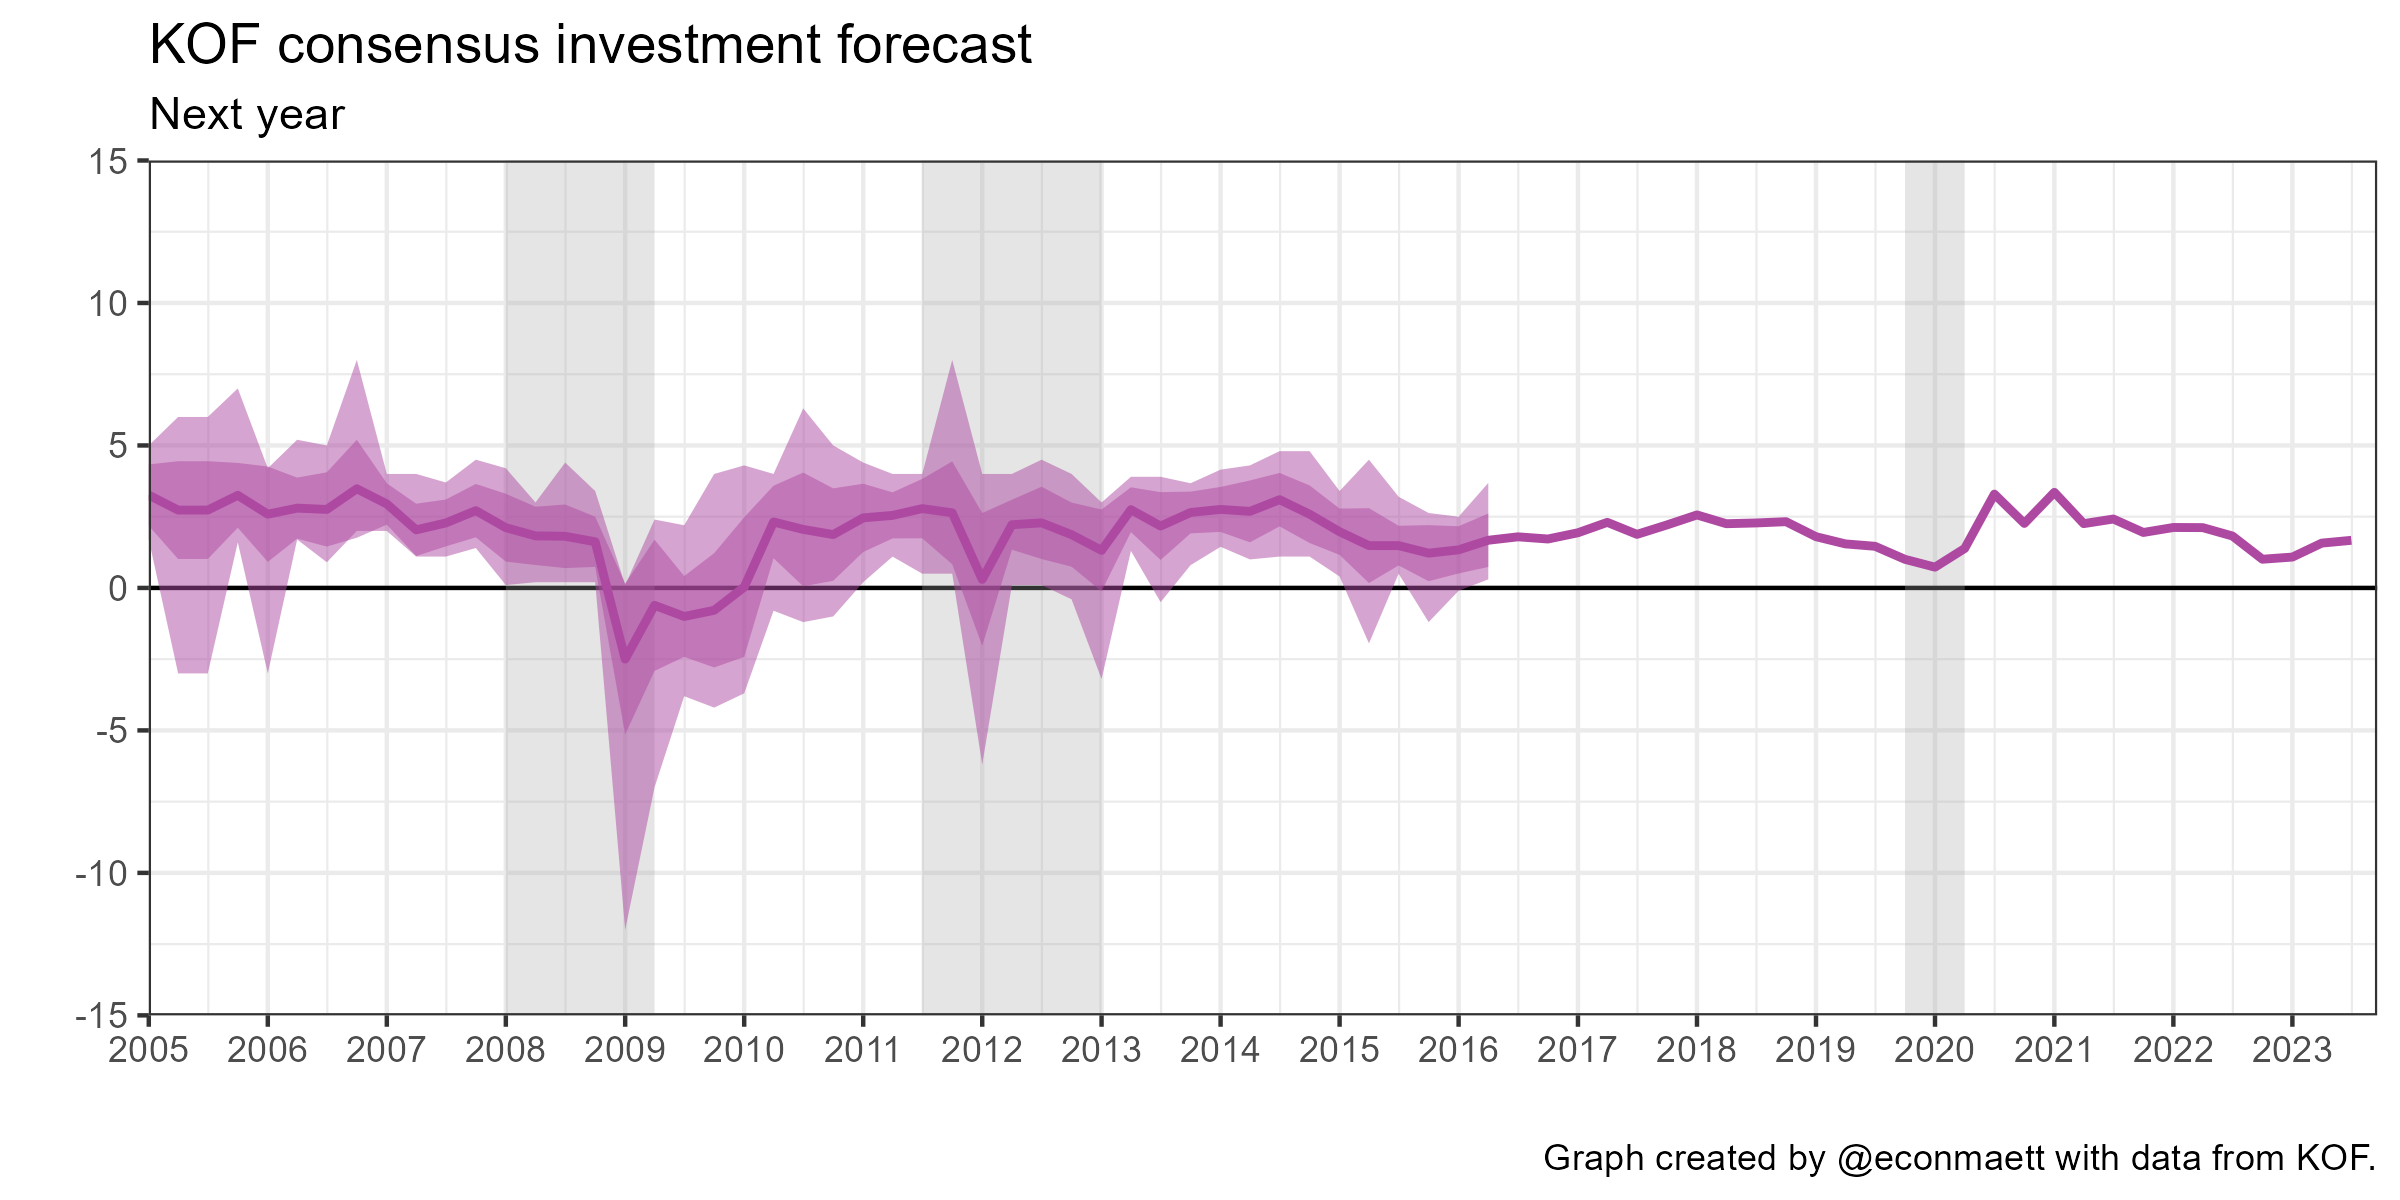 KOF consensus investment forecast
Next year
15
10
5
0
-5
-10
-15
2005 2006 2007 2008 2009 2010 2011 2012 2013 2014 2015 2016 2017 2018 2019 2020 2021 2022 2023
Graph created by @econmaett with data from KOF.